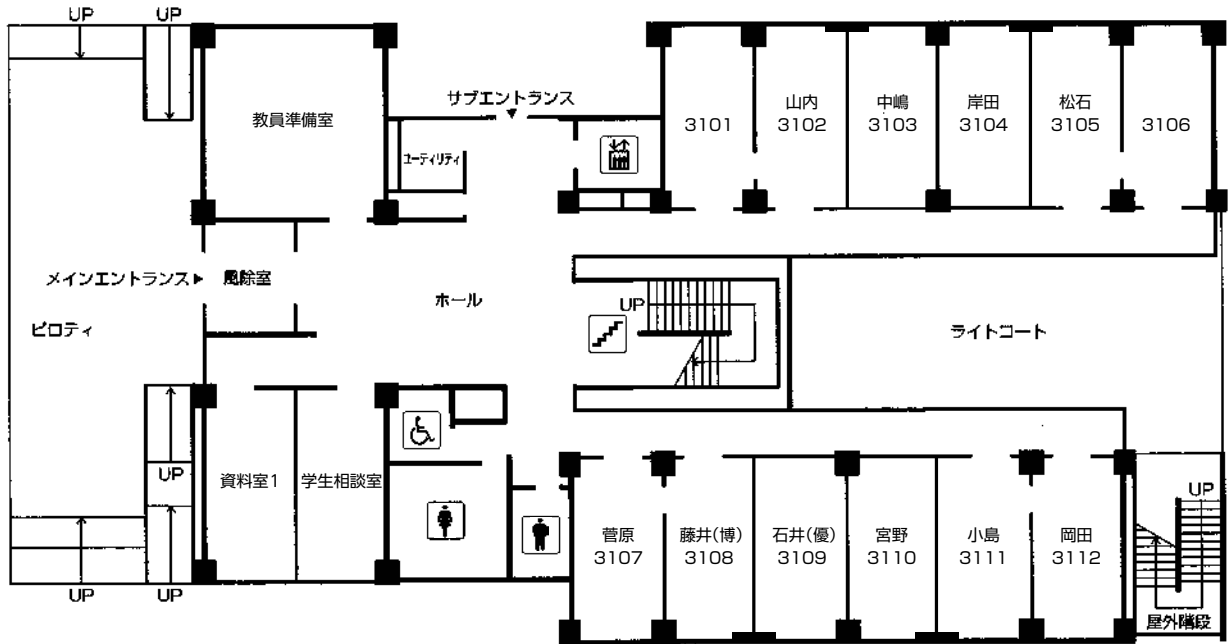 UP
UP
教員準備室
サブエントランス
ユーティリティ
3101
山内
3102
中嶋
3103
岸田
3104
松石
3105
3106
メインエントランス
風除室
ホール
UP
ピロティ
ライトコート
UP
資料室1
学生相談室
菅原
3107
藤井(博)
3108
石井(優)
3109
宮野
3110
小島
3111
岡田
3112
UP
屋外階段
UP
UP